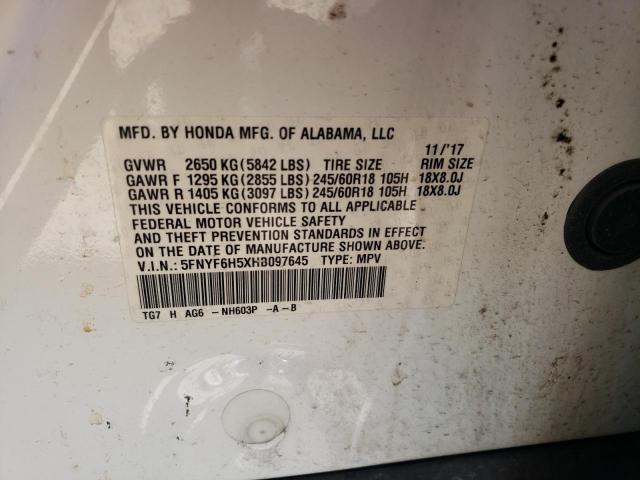 MFD. BY HONDA MFG. OF ALABAMA, LLC
11/'17
GVWR 2650 KG (5842 LBS) TIRE SIZE RIM SIZE
GAWR F 1295 KG (2855 LBS) 245/60R18 105H 18X8.0J
GAWR R 1405 KG (3097 LBS) 245/60R18 105H 18X8.0J
THIS VEHICLE CONFORMS TO ALL APPLICABLE
FEDERAL MOTOR VEHICLE SAFETY
AND THEFT PREVENTION STANDARDS IN EFFECT
ON THE DATE OF MANUFACTURE SHOWN ABOVE.
V.I.N.: 5FNYF6H5XHB097645 TYPE: MPV
TG7 H AG6 - NH603P -A-B